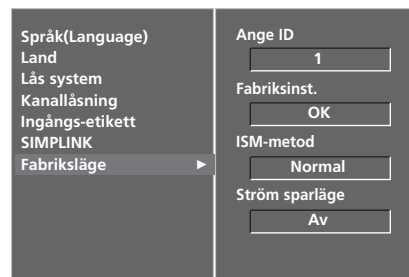 Språk(Language)
Land
Lås system
Kanallåsning
Ingångs-etikett
SIMPLINK
Fabriksläge ►
Ange ID
1
Fabriksinst.
OK
ISM-metod
Normal
Ström sparläge
Av